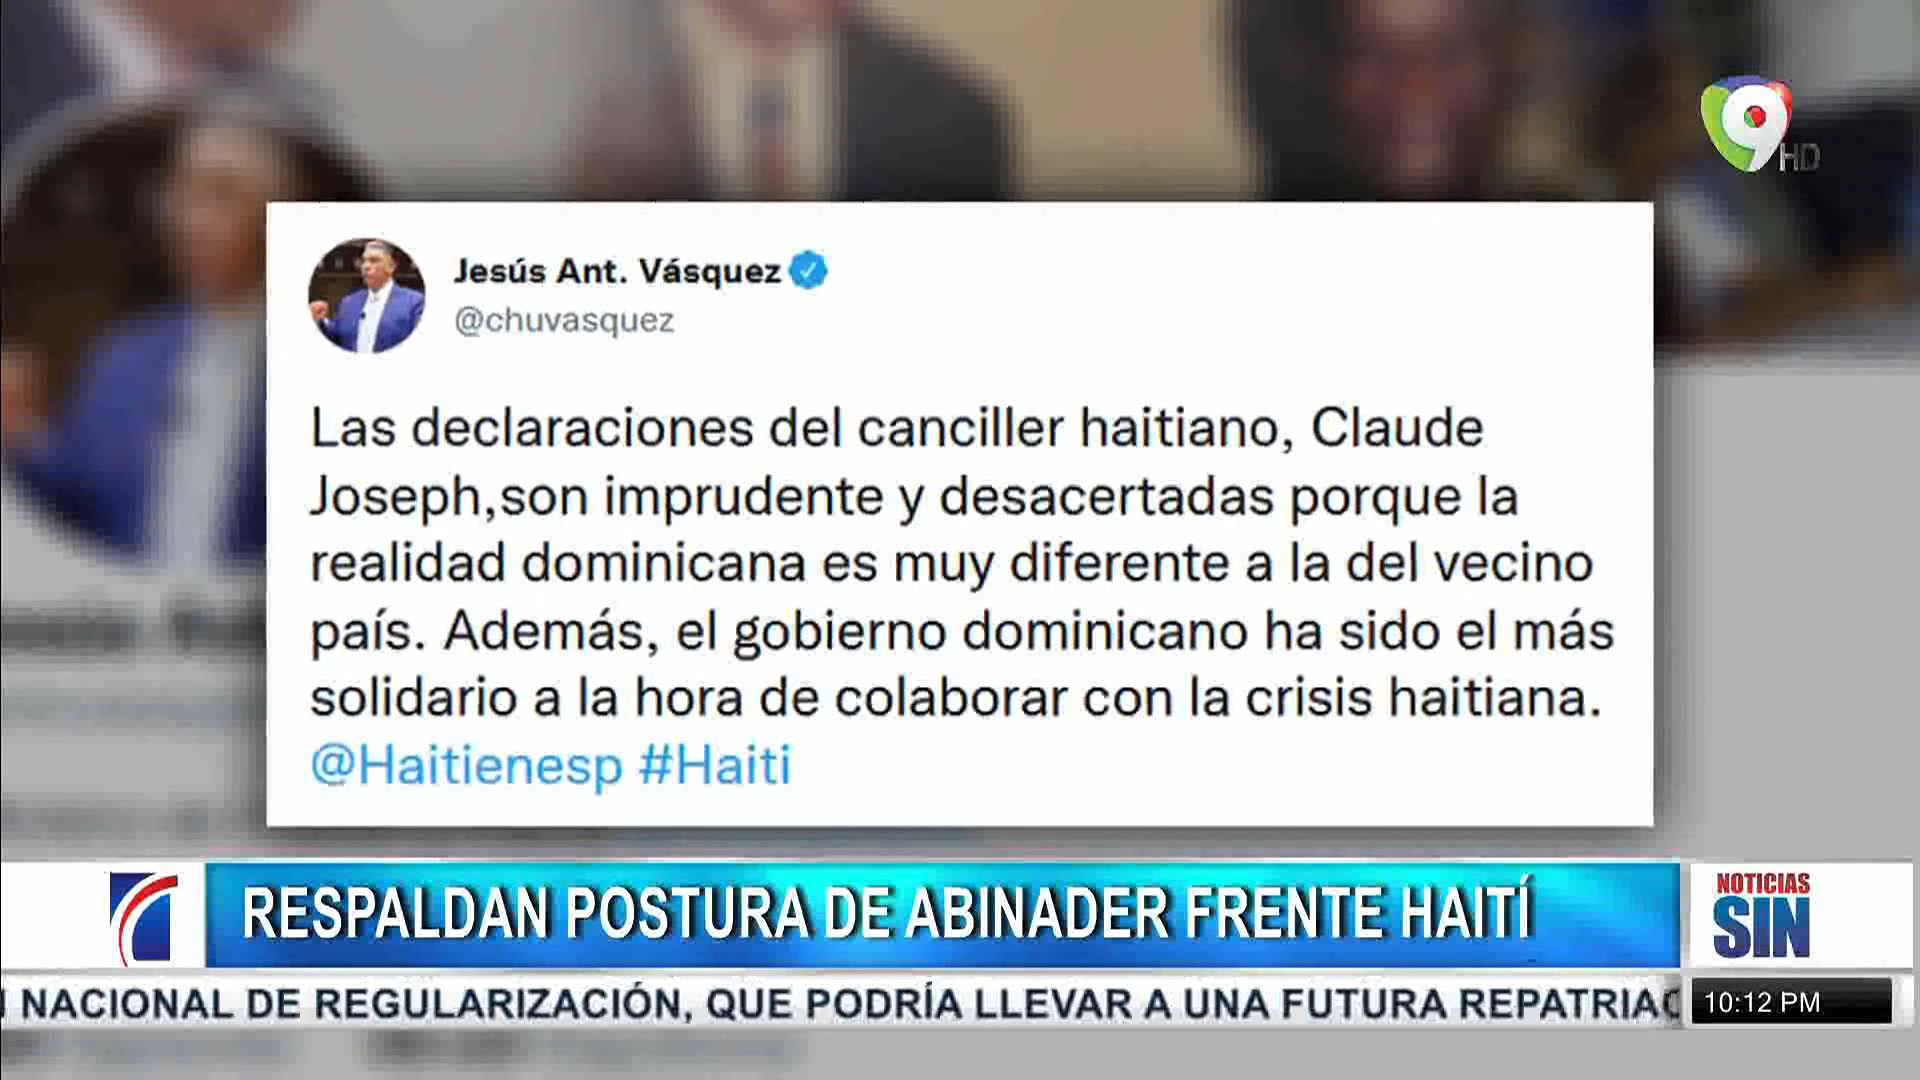 9
HD
Jesús Ant. Vásquez
@chuvasquez
Las declaraciones del canciller haitiano, Claude
Joseph,son imprudente y desacertadas porque la
realidad dominicana es muy diferente a la del vecino
país. Además, el gobierno dominicano ha sido el más
solidario a la hora de colaborar con la crisis haitiana.
@Haitienesp #Haiti
RESPALDAN POSTURA DE ABINADER FRENTE HAITÍ
NOTICIAS
SIN
NACIONAL DE REGULARIZACIÓN, QUE PODRÍA LLEVAR A UNA FUTURA REPATRIAC
10:12 PM